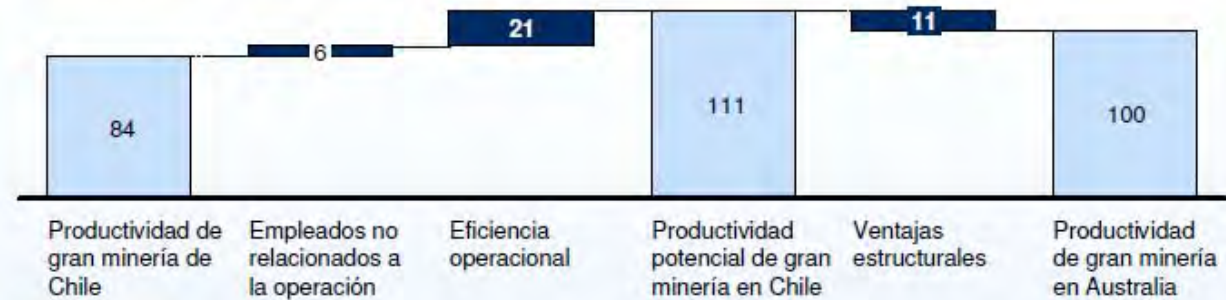 84
6
21
111
11
100
Productividad de
gran minería de
Chile
Empleados no
relacionados a
la operación
Eficiencia
operacional
Productividad
potencial de gran
minería en Chile
Ventajas
estructurales
Productividad
de gran minería
en Australia